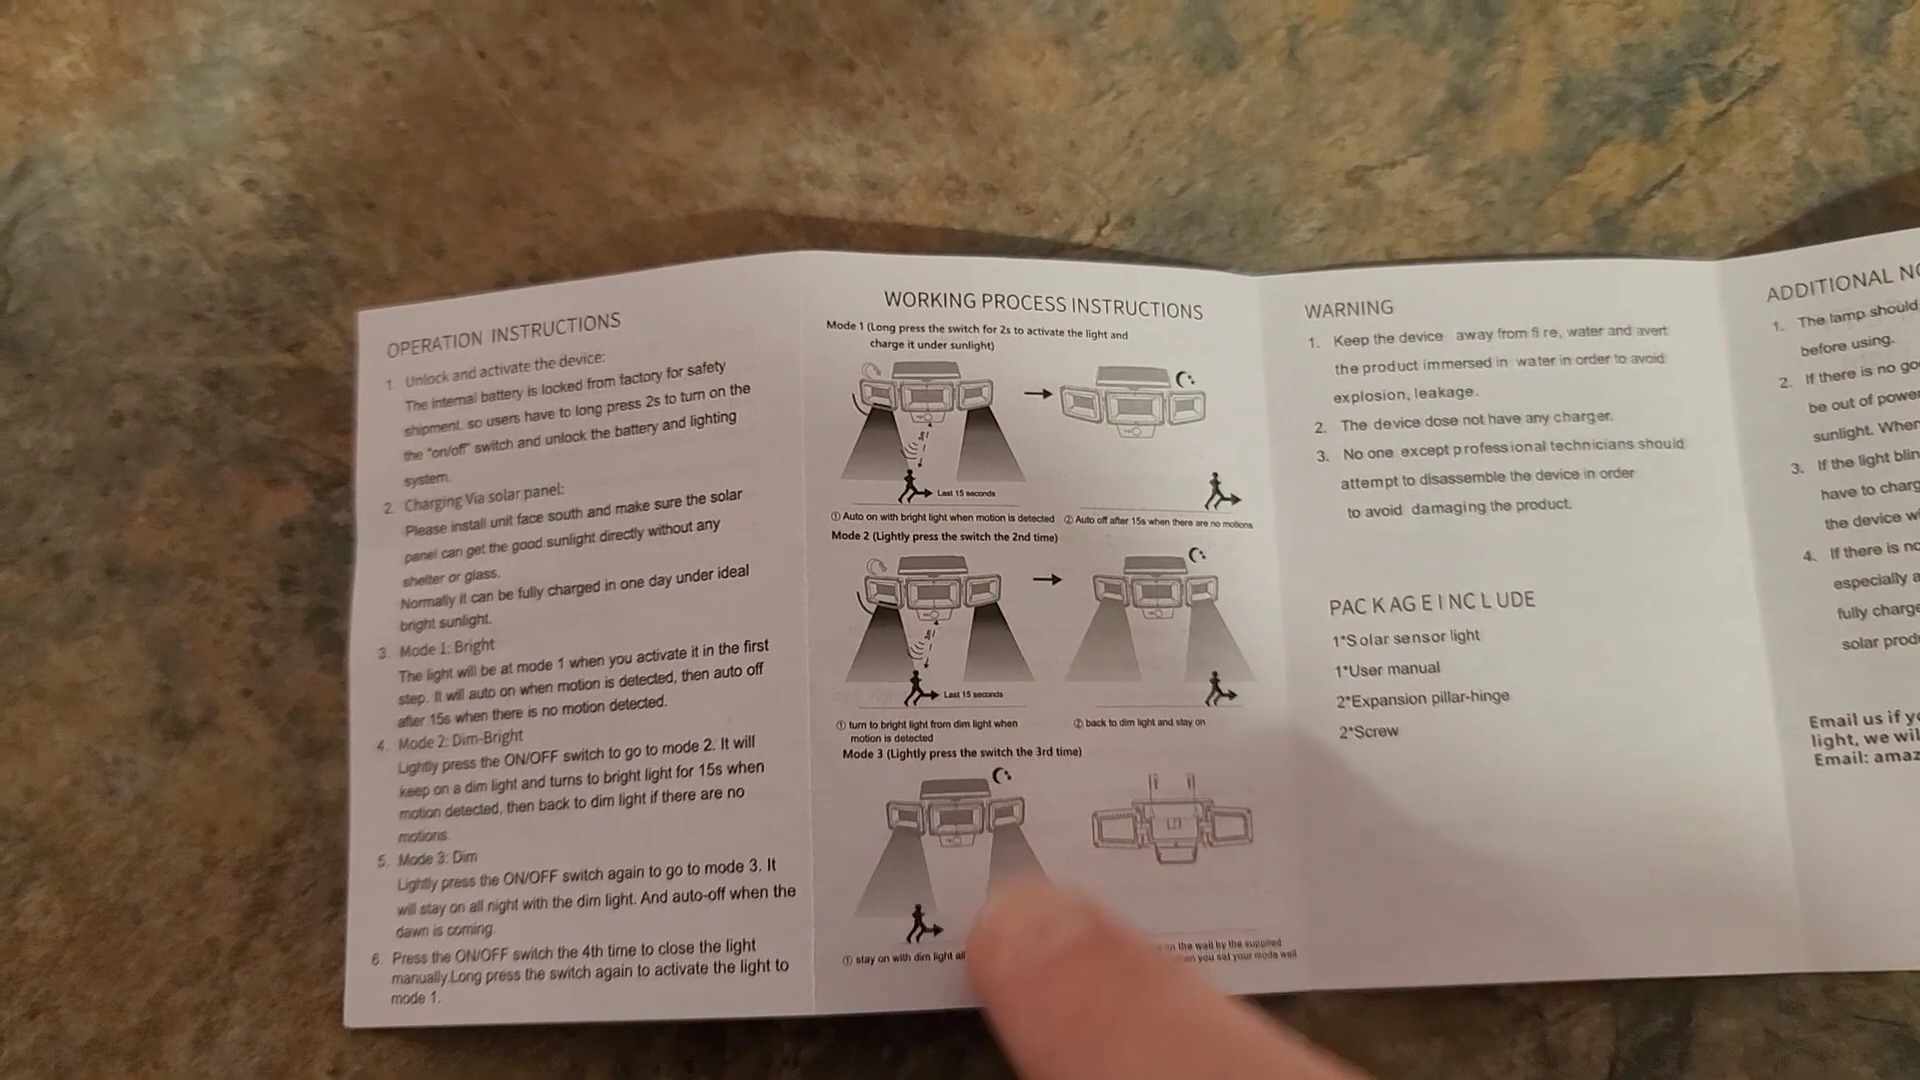 OPERATION INSTRUCTIONS
1. Unlock and activate the device:
The internal battery is locked from factory for safety
shipment. so users have to long press 2s to turn on the
the "on/off" switch and unlock the battery and lighting
system.
2. Charging Via solar panel:
Please install unit face south and make sure the solar
panel can get the good sunlight directly without any
shelter or glass.
Normally it can be fully charged in one day under ideal
bright sunlight.
3. Mode 1: Bright
The light will be at mode 1 when you activate it in the first
step. It will auto on when motion is detected, then auto off
after 15s when there is no motion detected.
4. Mode 2: Dim-Bright
Lightly press the ON/OFF switch to go to mode 2. It will
keep on a dim light and turns to bright light for 15s when
motion detected, then back to dim light if there are no
motions.
5. Mode 3: Dim
Lightly press the ON/OFF switch again to go to mode 3. It
will stay on all night with the dim light. And auto-off when the
dawn is coming.
6. Press the ON/OFF switch the 4th time to close the light
manually.Long press the switch again to activate the light to
mode 1.
WORKING PROCESS INSTRUCTIONS
Mode 1 (Long press the switch for 2s to activate the light and
charge it under sunlight)
Last 15 seconds
① Auto on with bright light when motion is detected ② Auto off after 15s when there are no motions
Mode 2 (Lightly press the switch the 2nd time)
Last 15 seconds
① turn to bright light from dim light when
motion is detected
② back to dim light and stay on
Mode 3 (Lightly press the switch the 3rd time)
① stay on with dim light all
on the wall by the supplied
you set your mode well
WARNING
1. Keep the device away from fire, water and avert
the product immersed in water in order to avoid
explosion, leakage.
2. The device dose not have any charger.
3. No one except professional technicians should
attempt to disassemble the device in order
to avoid damaging the product.
PACKAGE INCLUDE
1*Solar sensor light
1*User manual
2*Expansion pillar-hinge
2*Screw
ADDITIONAL
1. The lamp should
before using.
2. If there is no
be out of
sunlight.
3. If the light
have to
the device
4. If there is
especially
fully
solar
Email us if
light, we
Email: